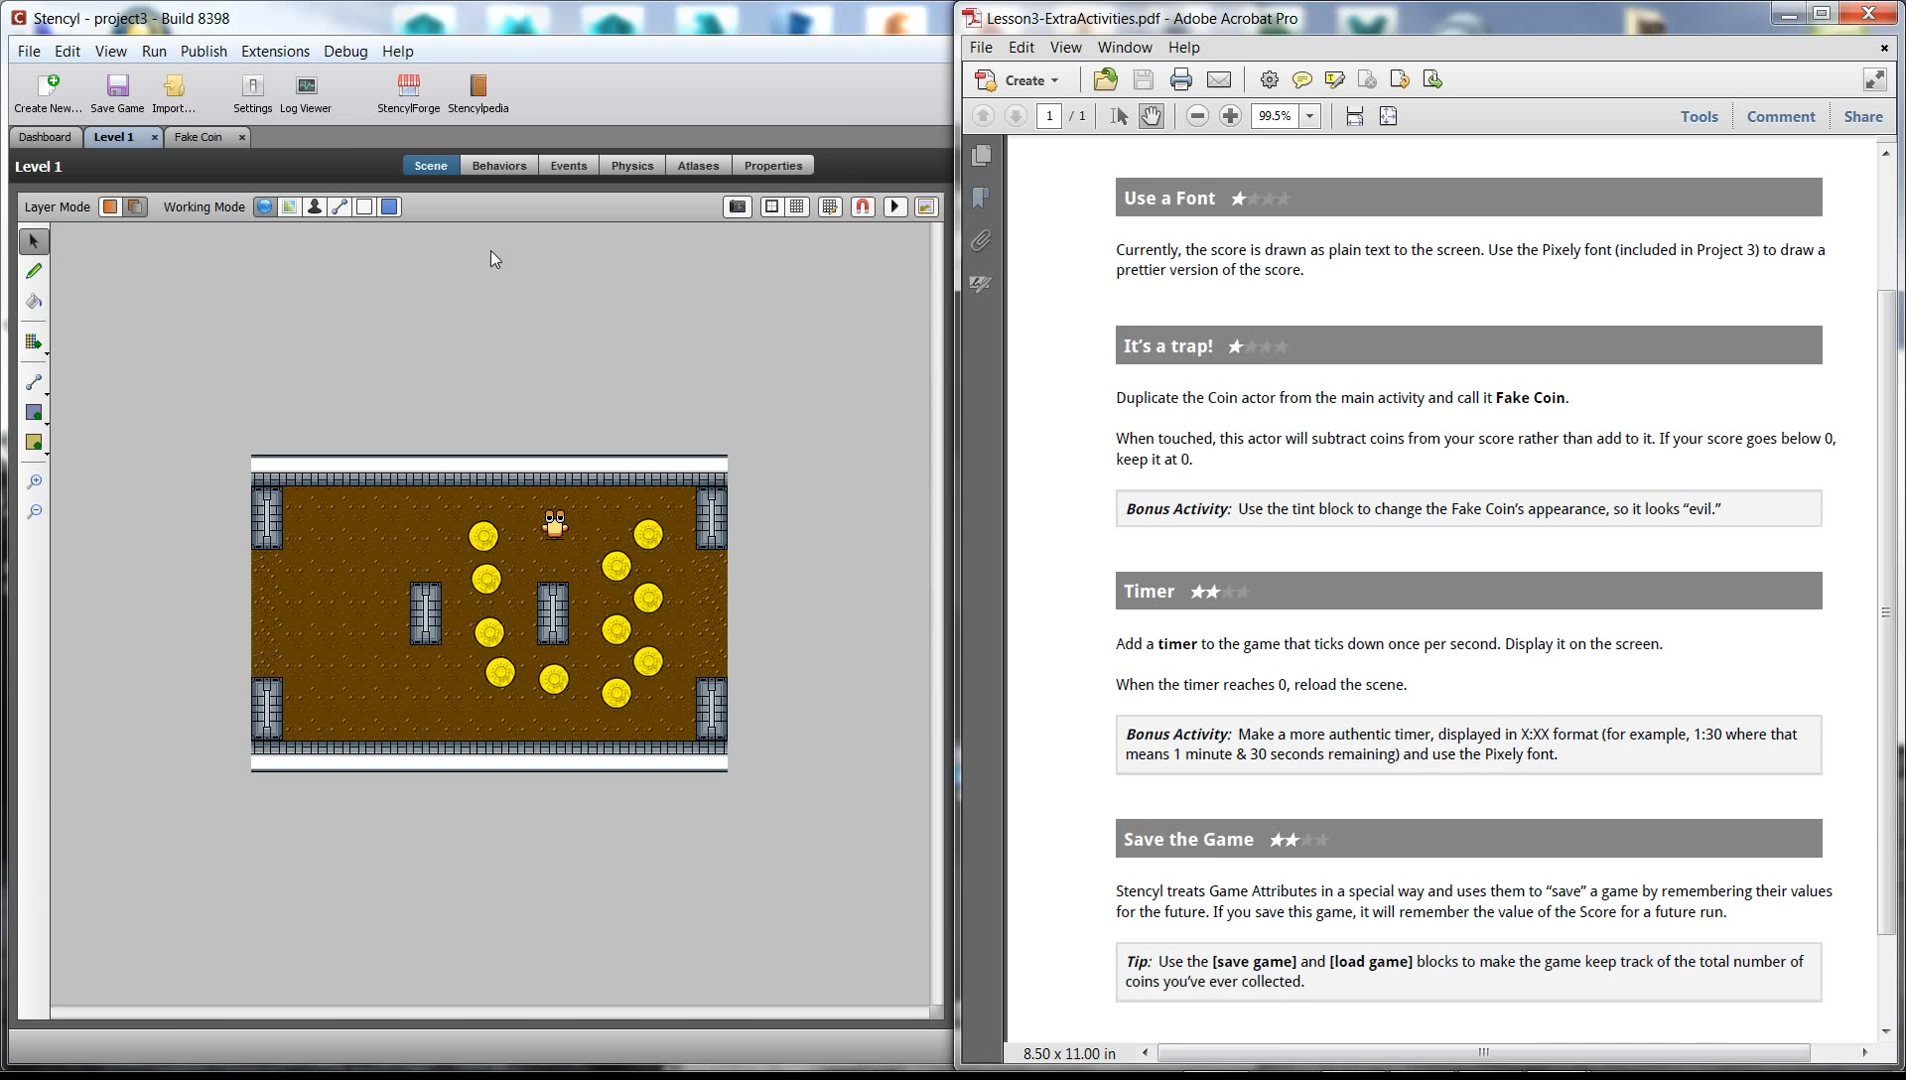 Stencyl - project3 - Build 8398
File Edit View Run Publish Extensions Debug Help
Create New... Save Game Import... Settings Log Viewer StencylForge Stencylpedia
Dashboard Level 1 Fake Coin
Level 1 Scene Behaviors Events Physics Atlases Properties
Layer Mode Working Mode
Lesson3-ExtraActivities.pdf - Adobe Acrobat Pro
File Edit View Window Help
Create
1 / 1 99.5% Tools Comment Share
Use a Font
Currently, the score is drawn as plain text to the screen. Use the Pixely font (included in Project 3) to draw a
prettier version of the score.
It’s a trap!
Duplicate the Coin actor from the main activity and call it Fake Coin.
When touched, this actor will subtract coins from your score rather than add to it. If your score goes below 0,
keep it at 0.
Bonus Activity: Use the tint block to change the Fake Coin’s appearance, so it looks “evil.”
Timer
Add a timer to the game that ticks down once per second. Display it on the screen.
When the timer reaches 0, reload the scene.
Bonus Activity: Make a more authentic timer, displayed in X:XX format (for example, 1:30 where that
means 1 minute & 30 seconds remaining) and use the Pixely font.
Save the Game
Stencyl treats Game Attributes in a special way and uses them to “save” a game by remembering their values
for the future. If you save this game, it will remember the value of the Score for a future run.
Tip: Use the [save game] and [load game] blocks to make the game keep track of the total number of
coins you’ve ever collected.
8.50 x 11.00 in